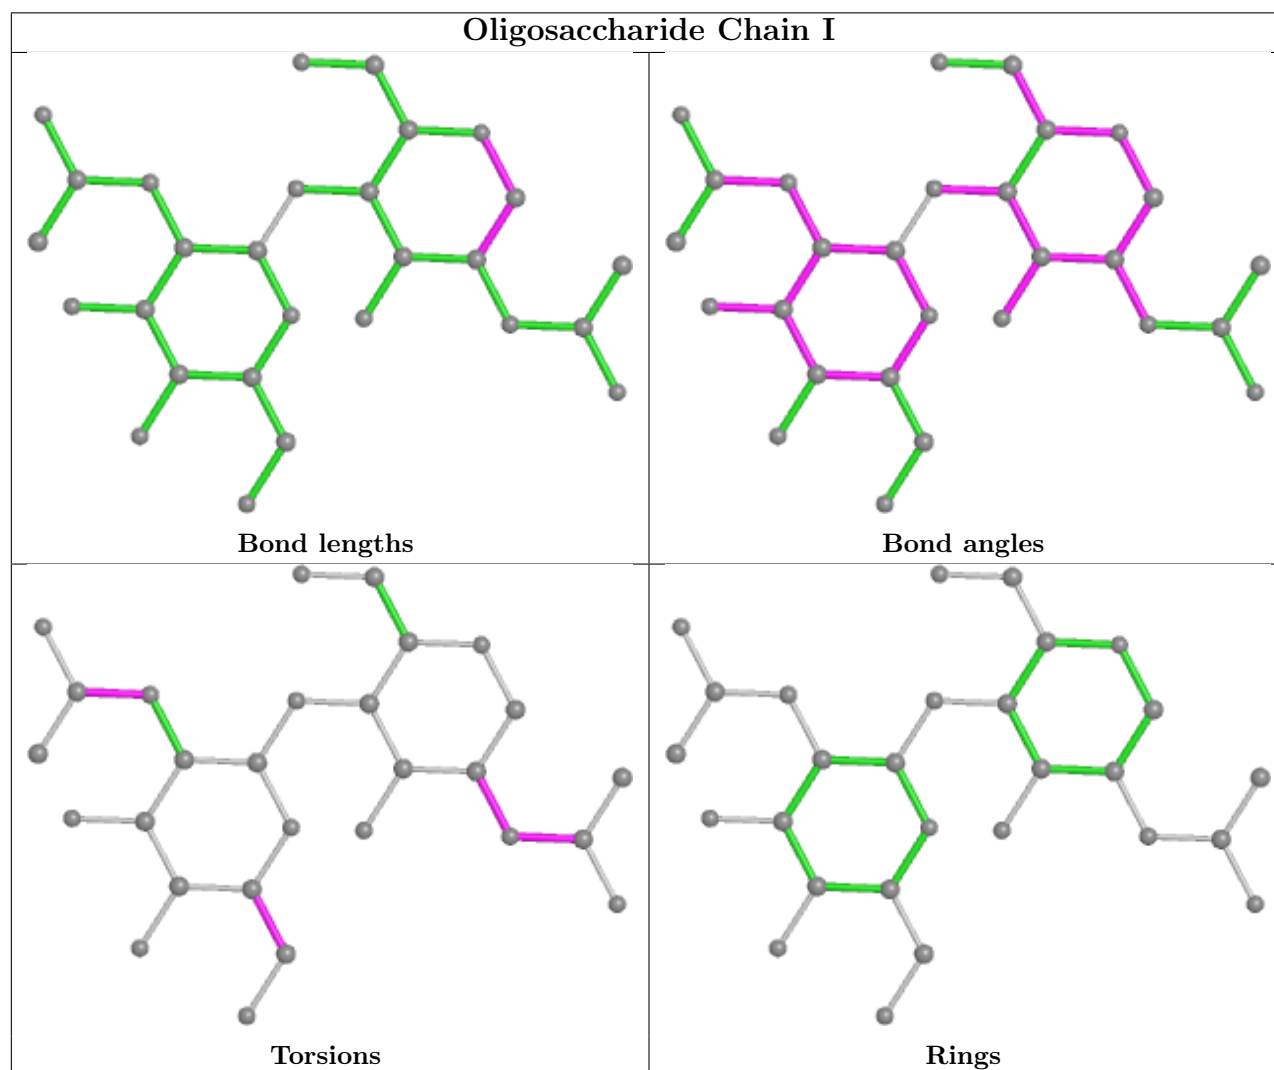 Oligosaccharide Chain I
Bond lengths
Bond angles
Torsions
Rings